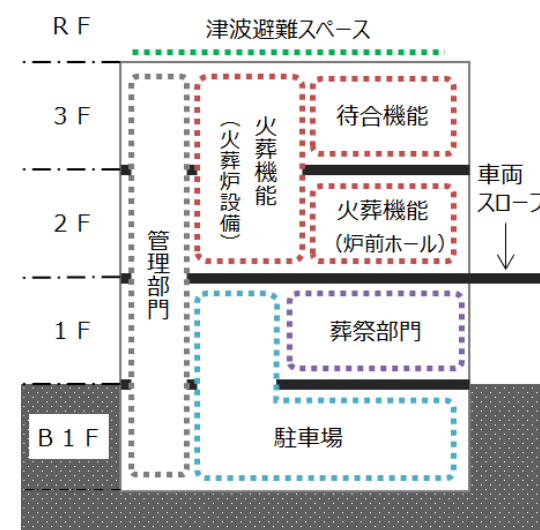 RF
津波避難スペース
3F
待合機能
火葬機能
（火葬炉設備）
車両
スロープ
2F
火葬機能
（炉前ホール）
管理部門
1F
葬祭部門
B1F
駐車場